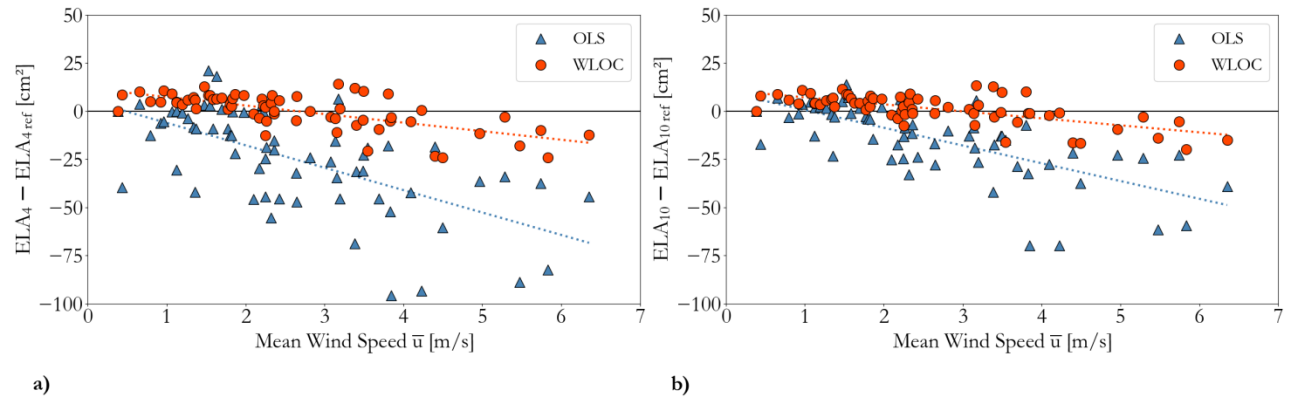 50
25
0
−25
−50
−75
−100
ELA4 − ELA4 ref [cm²]
OLS
WLOC
0 1 2 3 4 5 6 7
Mean Wind Speed u̅ [m/s]
a)
50
25
0
−25
−50
−75
−100
ELA10 − ELA10 ref [cm²]
OLS
WLOC
0 1 2 3 4 5 6 7
Mean Wind Speed u̅ [m/s]
b)